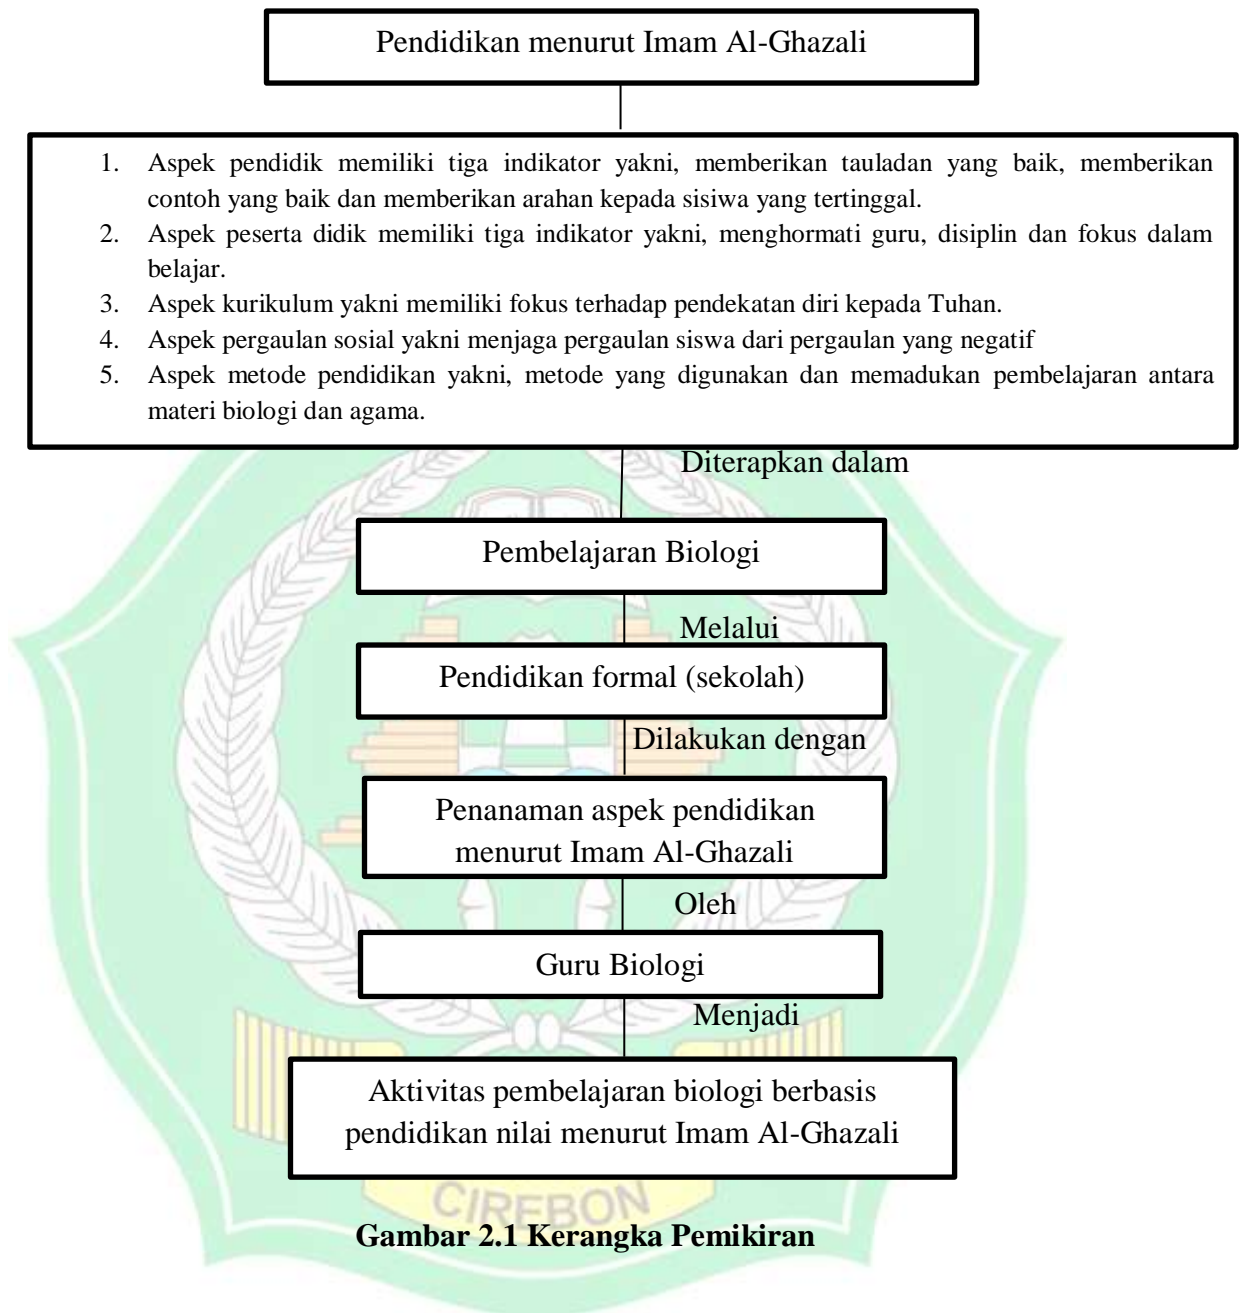 Pendidikan menurut Imam Al-Ghazali
1. Aspek pendidik memiliki tiga indikator yakni, memberikan tauladan yang baik, memberikan
contoh yang baik dan memberikan arahan kepada sisiwa yang tertinggal.
2. Aspek peserta didik memiliki tiga indikator yakni, menghormati guru, disiplin dan fokus dalam
belajar.
3. Aspek kurikulum yakni memiliki fokus terhadap pendekatan diri kepada Tuhan.
4. Aspek pergaulan sosial yakni menjaga pergaulan siswa dari pergaulan yang negatif
5. Aspek metode pendidikan yakni, metode yang digunakan dan memadukan pembelajaran antara
materi biologi dan agama.
Diterapkan dalam
Pembelajaran Biologi
Melalui
Pendidikan formal (sekolah)
Dilakukan dengan
Penanaman aspek pendidikan
menurut Imam Al-Ghazali
Oleh
Guru Biologi
Menjadi
Aktivitas pembelajaran biologi berbasis
pendidikan nilai menurut Imam Al-Ghazali
CIREBON
Gambar 2.1 Kerangka Pemikiran